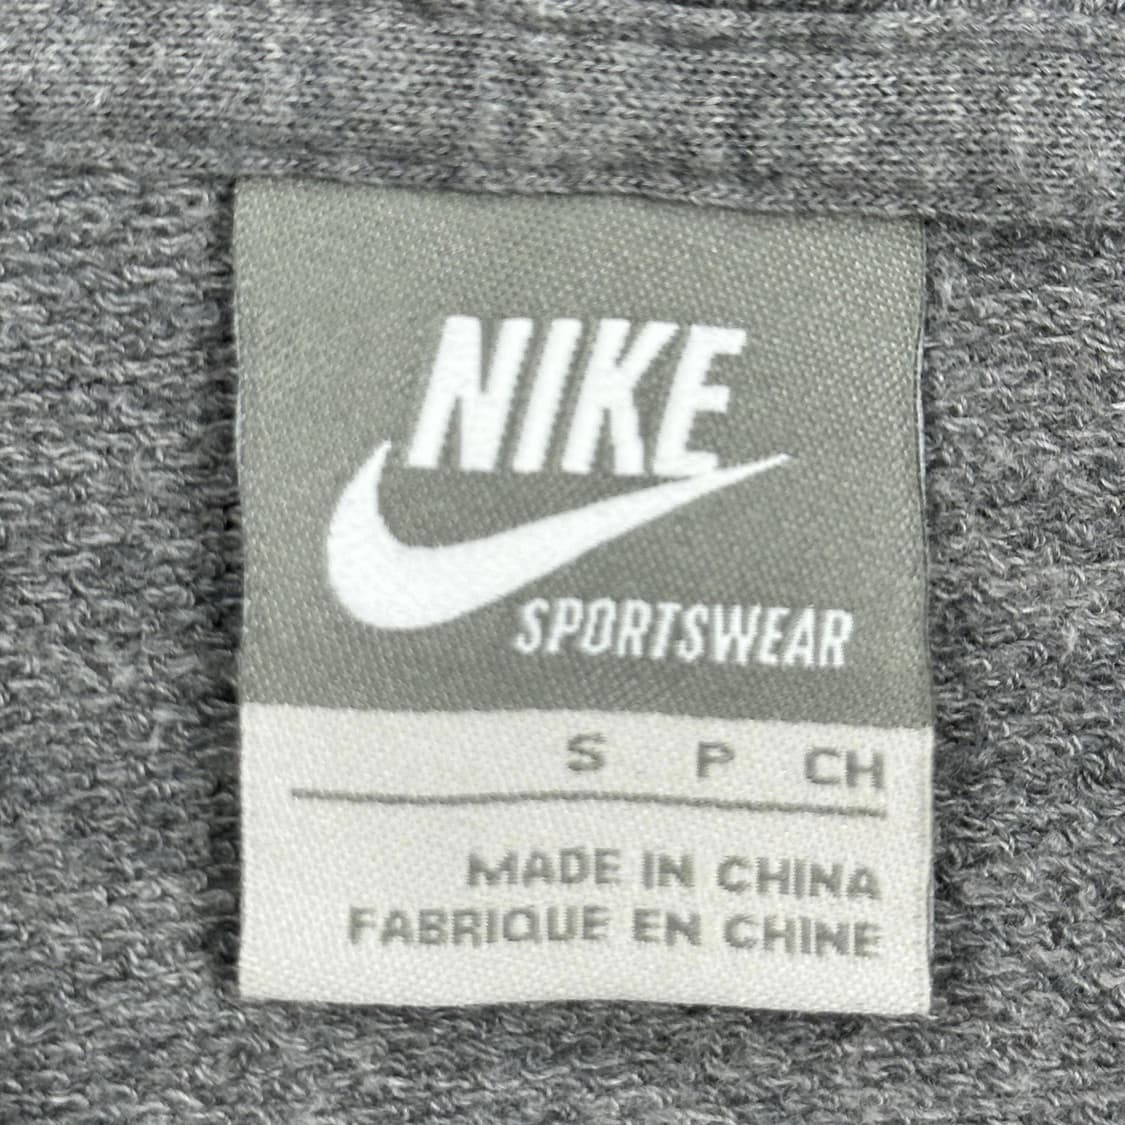 NIKE
SPORTSWEAR
S P CH
MADE IN CHINA
FABRIQUE EN CHINE